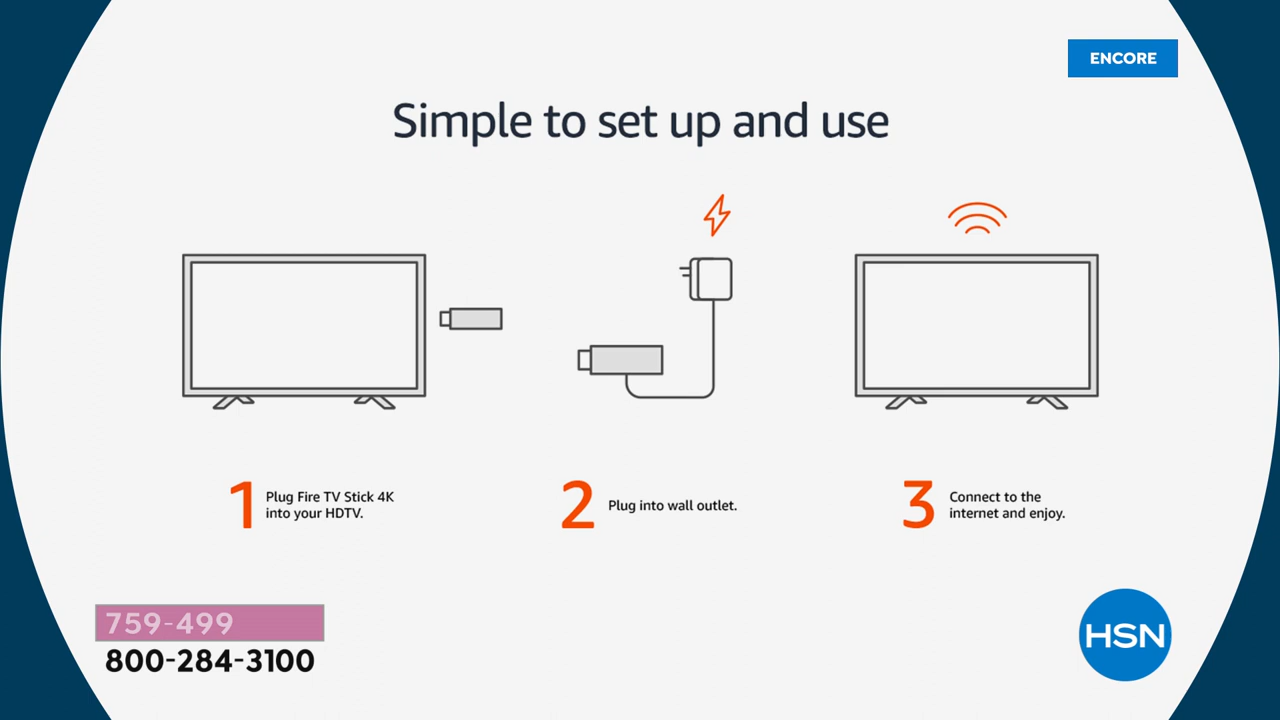 ENCORE
Simple to set up and use
1 Plug Fire TV Stick 4K
into your HDTV.
2 Plug into wall outlet.
3 Connect to the
internet and enjoy.
759-499
800-284-3100
HSN